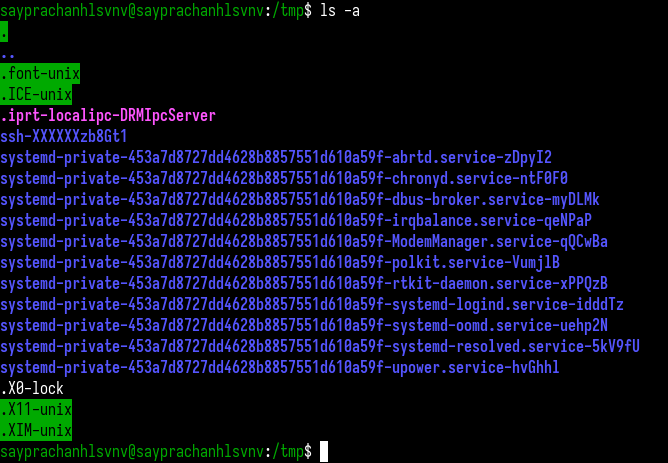 sayprachanhlsvnv@sayprachanhlsvnv:/tmp$ ls -a
.
..
.font-unix
.ICE-unix
.iprt-localipc-DRMIpcServer
ssh-XXXXXXzb8Gt1
systemd-private-453a7d8727dd4628b8857551d610a59f-abrtd.service-zDpyI2
systemd-private-453a7d8727dd4628b8857551d610a59f-chronyd.service-ntF0F0
systemd-private-453a7d8727dd4628b8857551d610a59f-dbus-broker.service-myDLMk
systemd-private-453a7d8727dd4628b8857551d610a59f-irqbalance.service-qeNPaP
systemd-private-453a7d8727dd4628b8857551d610a59f-ModemManager.service-qQCwBa
systemd-private-453a7d8727dd4628b8857551d610a59f-polkit.service-VumjlB
systemd-private-453a7d8727dd4628b8857551d610a59f-rtkit-daemon.service-xPPQzB
systemd-private-453a7d8727dd4628b8857551d610a59f-systemd-logind.service-idddTz
systemd-private-453a7d8727dd4628b8857551d610a59f-systemd-oomd.service-uehp2N
systemd-private-453a7d8727dd4628b8857551d610a59f-systemd-resolved.service-5kV9fU
systemd-private-453a7d8727dd4628b8857551d610a59f-upower.service-hvGhhl
.X0-lock
.X11-unix
.XIM-unix
sayprachanhlsvnv@sayprachanhlsvnv:/tmp$